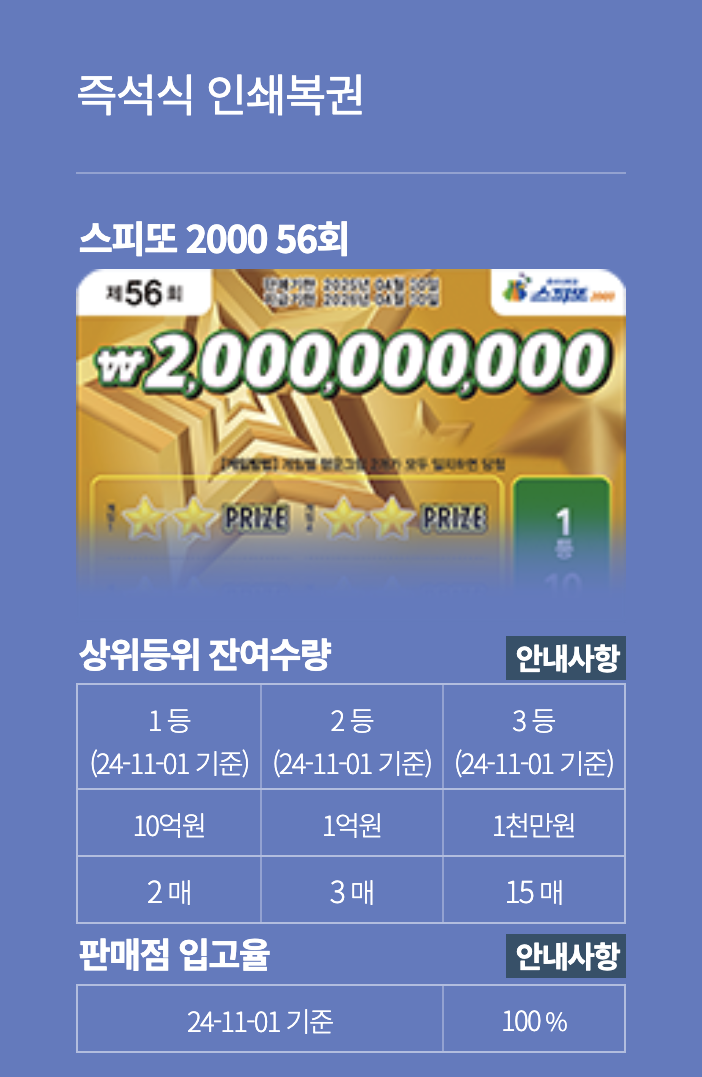 즉석식 인쇄복권
스피또 2000 56회
제56회
판매기한 2025년 04월 30일
지급기한 2026년 04월 30일
스피또 2000
₩2,000,000,000
[게임방법] 게임별 행운그림 2개가 모두 일치하면 당첨
PRIZE
PRIZE
1
등
10
상위등위 잔여수량
안내사항
1 등
(24-11-01 기준)
2 등
(24-11-01 기준)
3 등
(24-11-01 기준)
10억원
1억원
1천만원
2 매
3 매
15 매
판매점 입고율
안내사항
24-11-01 기준
100 %